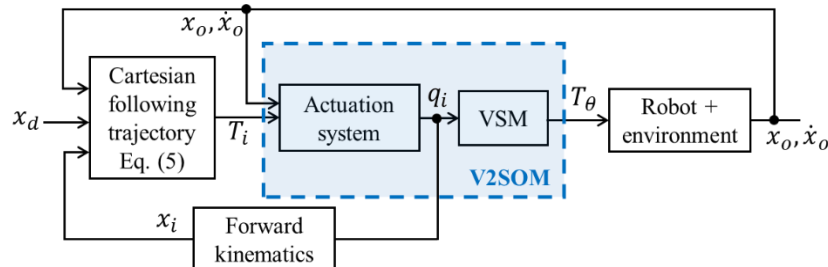 x_o, ẋ_o
Cartesian
following
trajectory
Eq. (5)
x_d
T_i
Actuation
system
q_i
VSM
T_θ
Robot +
environment
x_o, ẋ_o
V2SOM
x_i
Forward
kinematics